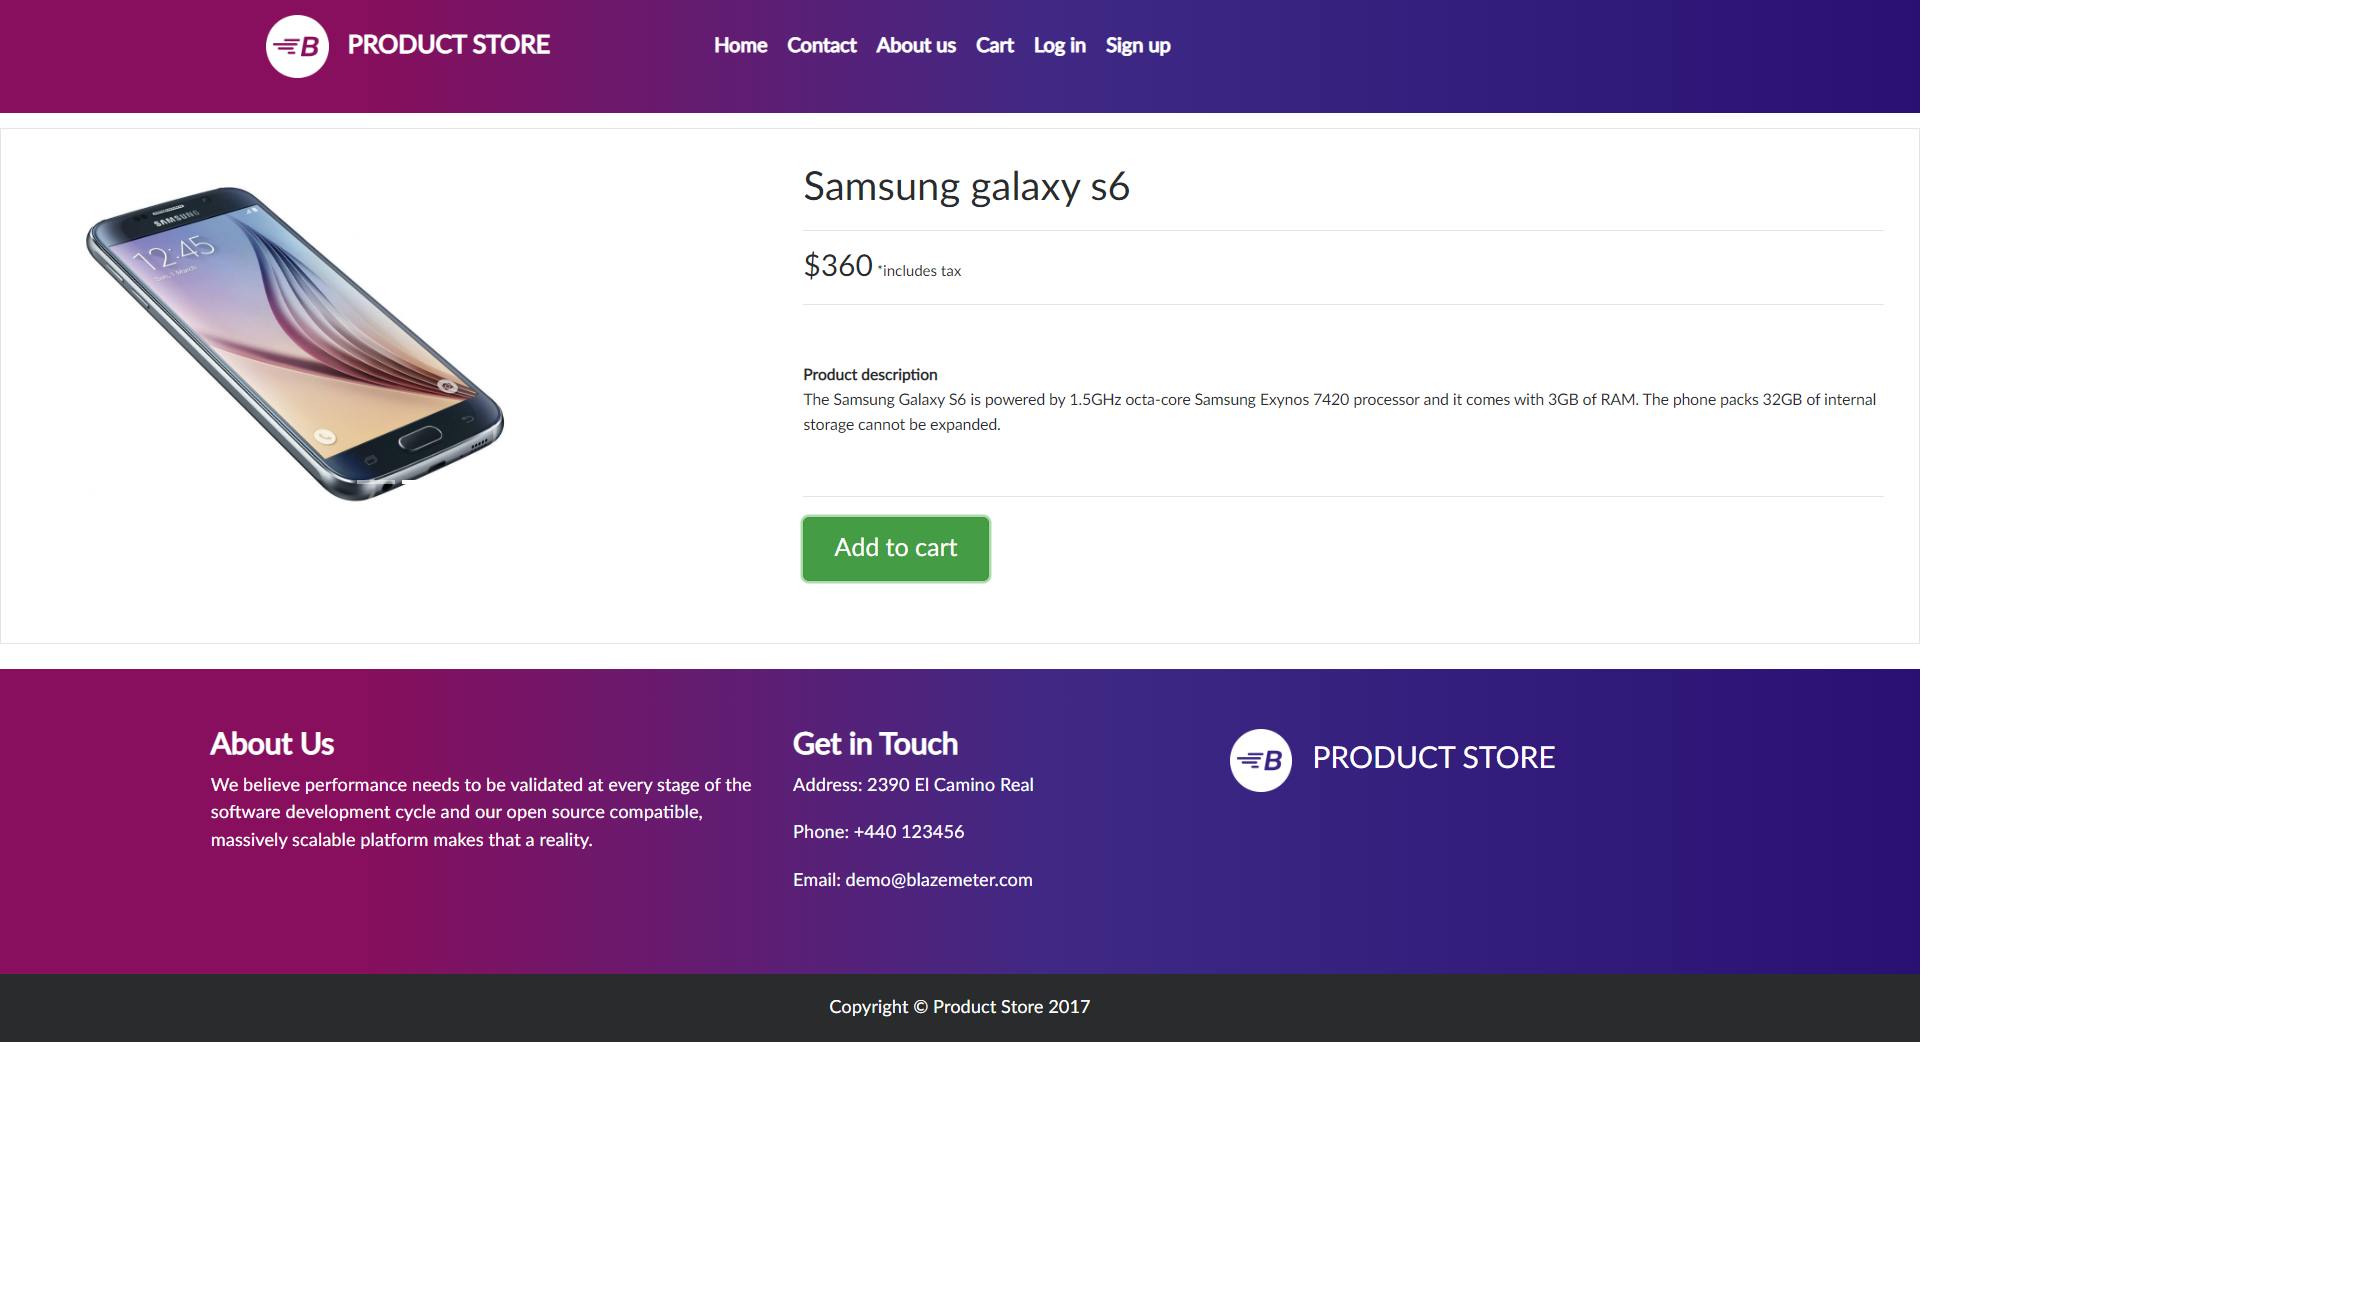 B PRODUCT STORE
Home Contact About us Cart Log in Sign up
SAMSUNG
12:45
Sun, 1 March
Samsung galaxy s6
$360 *includes tax
Product description
The Samsung Galaxy S6 is powered by 1.5GHz octa-core Samsung Exynos 7420 processor and it comes with 3GB of RAM. The phone packs 32GB of internal
storage cannot be expanded.
Add to cart
About Us
We believe performance needs to be validated at every stage of the
software development cycle and our open source compatible,
massively scalable platform makes that a reality.
Get in Touch
Address: 2390 El Camino Real
Phone: +440 123456
Email: demo@blazemeter.com
B PRODUCT STORE
Copyright © Product Store 2017